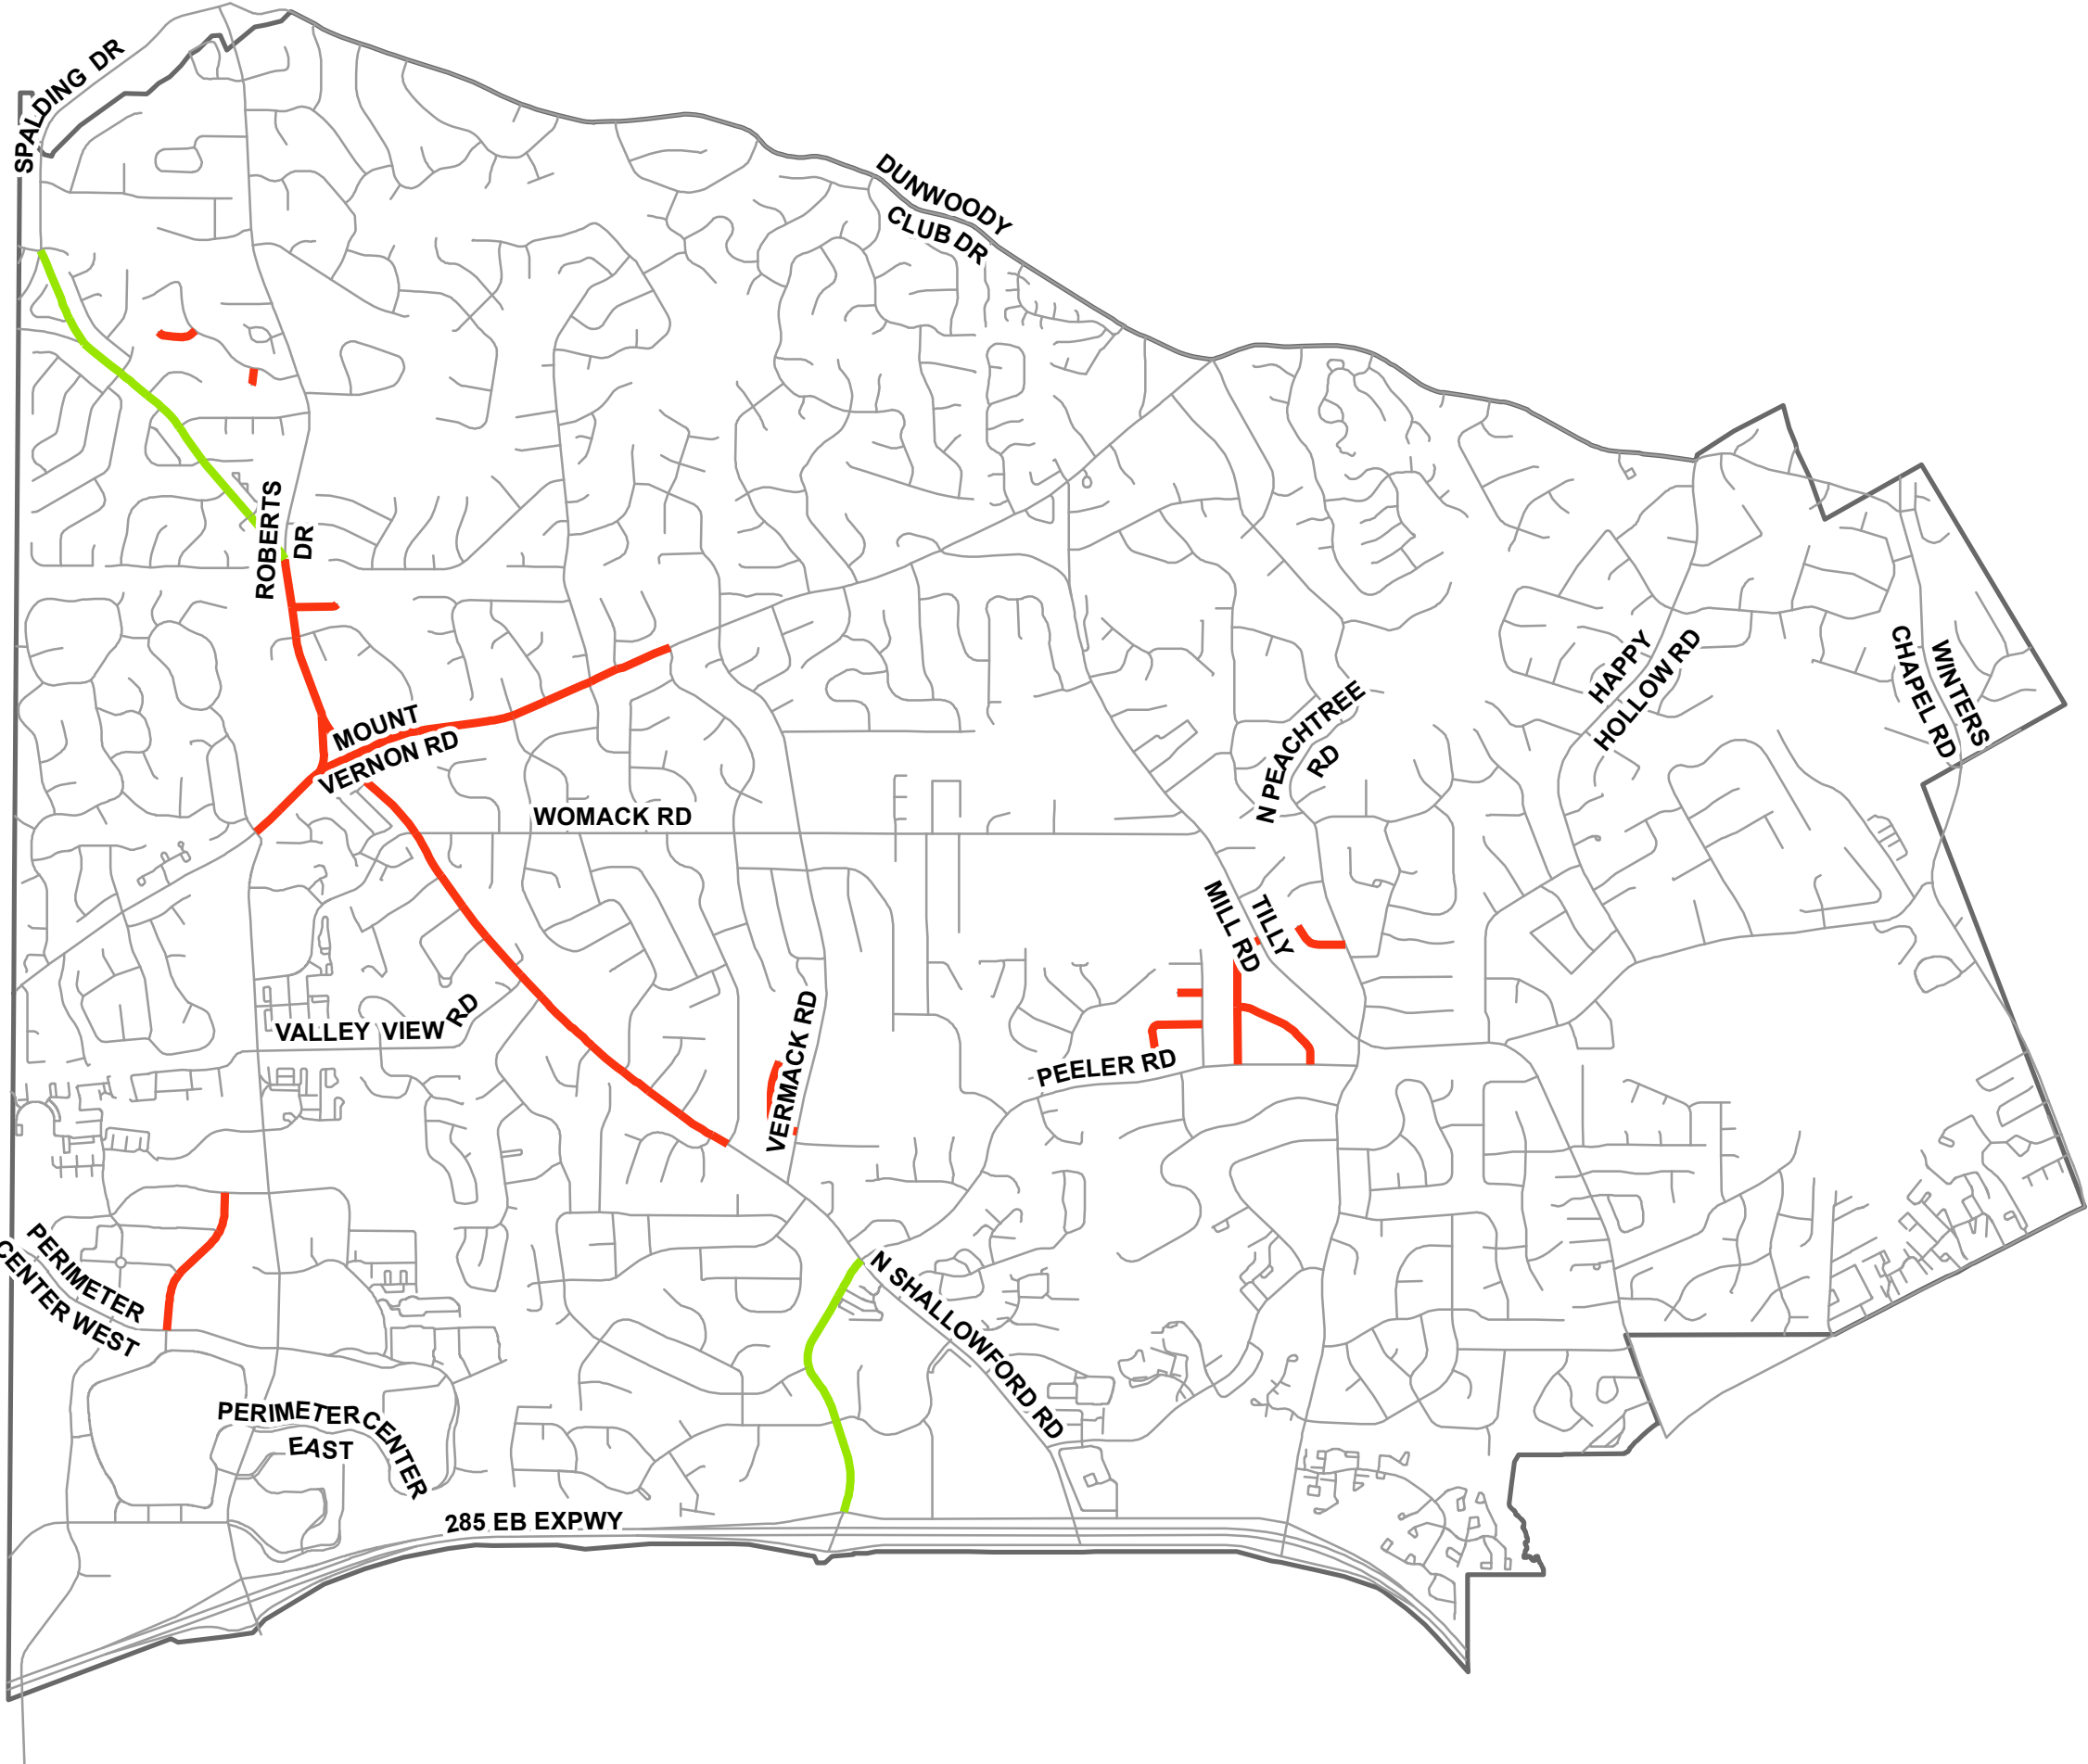 SPALDING DR
DUNWOODY
CLUB DR
ROBERTS
DR
MOUNT
VERNON RD
WOMACK RD
HAPPY
HOLLOW RD
WINTERS
CHAPEL RD
N PEACHTREE
RD
TILLY
MILL RD
VALLEY VIEW RD
VERMACK RD
PEELER RD
PERIMETER
CENTER WEST
N SHALLOWFORD RD
PERIMETER CENTER
EAST
285 EB EXPWY